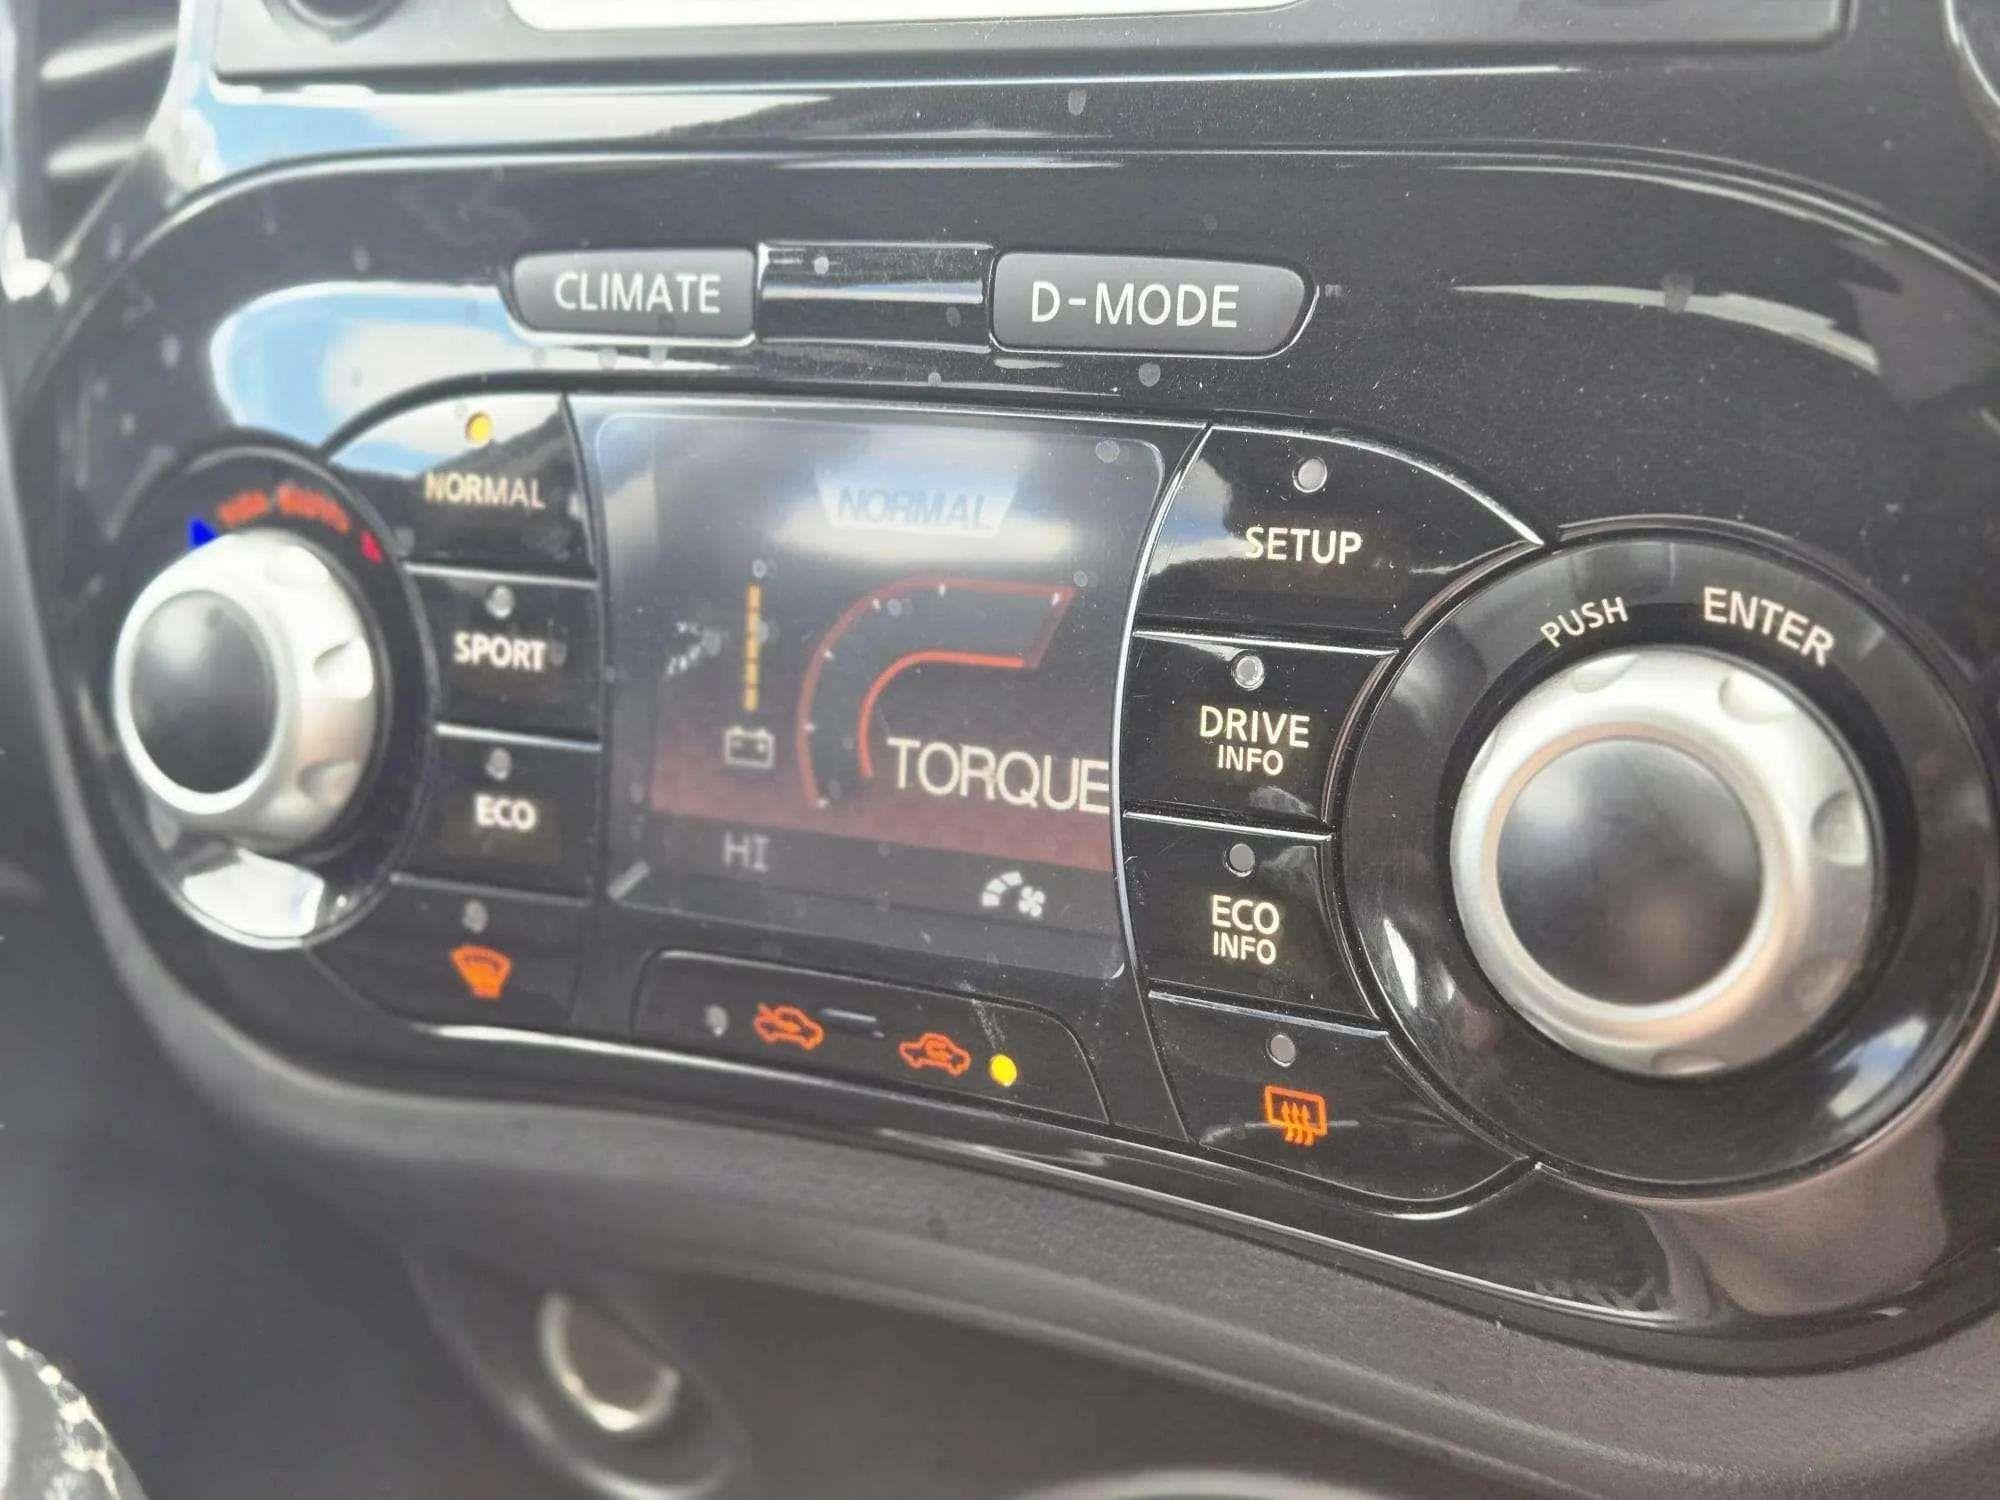 CLIMATE
D-MODE
NORMAL
NORMAL
SETUP
PUSH ENTER
SPORT
DRIVE
INFO
TORQUE
ECO
HI
ECO
INFO